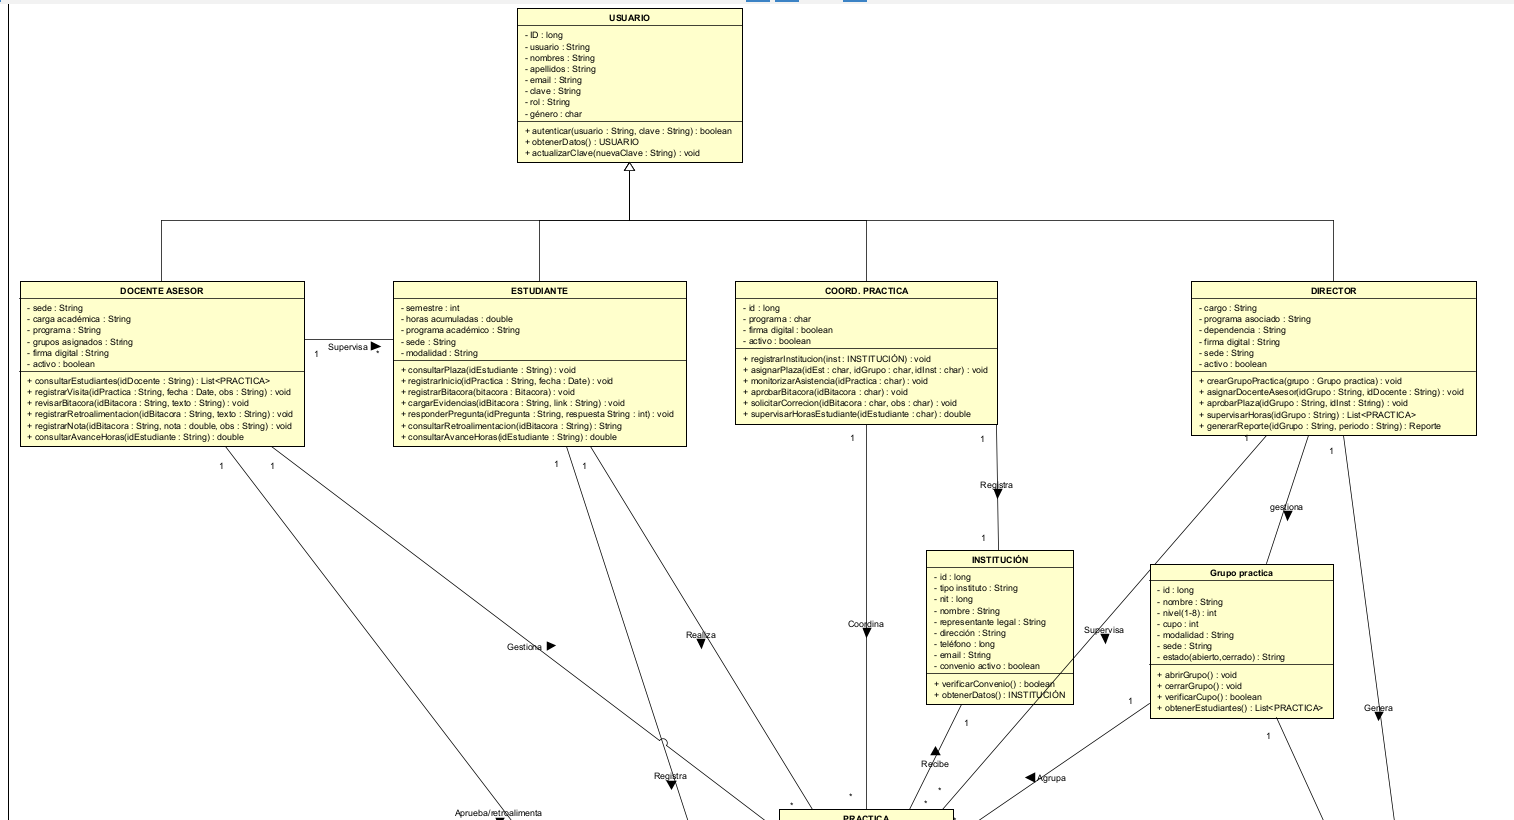 USUARIO
- ID : long
- usuario : String
- nombres : String
- apellidos : String
- email : String
- clave : String
- rol : String
- género : char
+ autenticar(usuario : String, clave : String) : boolean
+ obtenerDatos() : USUARIO
+ actualizarClave(nuevaClave : String) : void
DOCENTE ASESOR
- sede : String
- carga académica : String
- programa : String
- grupos asignados : String
- firma digital : String
- activo : boolean
+ consultarEstudiantes(idDocente : String) : List<PRACTICA>
+ registrarVisita(idPractica : String, fecha : Date, obs : String) : void
+ revisarBitacora(idBitacora : String, texto : String) : void
+ registrarRetroalimentacion(idBitacora : String, texto : String) : void
+ registrarNota(idBitacora : String, nota : double, obs : String) : void
+ consultarAvanceHoras(idEstudiante : String) : double
1
Supervisa
*
ESTUDIANTE
- semestre : int
- horas acumuladas : double
- programa académico : String
- sede : String
- modalidad : String
+ consultarPlaza(idEstudiante : String) : void
+ registrarInicio(idPractica : String, fecha : Date) : void
+ registrarBitacora(bitacora : Bitacora) : void
+ cargarEvidencias(idBitacora : String, link : String) : void
+ responderPregunta(idPregunta : String, respuesta String : int) : void
+ consultarRetroalimentacion(idBitacora : String) : String
+ consultarAvanceHoras(idEstudiante : String) : double
COORD. PRACTICA
- id : long
- programa : char
- firma digital : boolean
- activo : boolean
+ registrarInstitucion(inst : INSTITUCIÓN) : void
+ asignarPlaza(idEst : char, idGrupo : char, idInst : char) : void
+ monitorizarAsistencia(idPractica : char) : void
+ aprobarBitacora(idBitacora : char) : void
+ solicitarCorrecion(idBitacora : char, obs : char) : void
+ supervisarHorasEstudiante(idEstudiante : char) : double
DIRECTOR
- cargo : String
- programa asociado : String
- dependencia : String
- firma digital : String
- sede : String
- activo : boolean
+ crearGrupoPractica(grupo : Grupo practica) : void
+ asignarDocenteAsesor(idGrupo : String, idDocente : String) : void
+ aprobarPlaza(idGrupo : String, idInst : String) : void
+ supervisarHoras(idGrupo : String) : List<PRACTICA>
+ generarReporte(idGrupo : String, periodo : String) : Reporte
1
1
1
1
1
1
1
1
Registra
gestiona
1
INSTITUCIÓN
- id : long
- tipo instituto : String
- nit : long
- nombre : String
- representante legal : String
- dirección : String
- teléfono : long
- email : String
- convenio activo : boolean
+ verificarConvenio() : boolean
+ obtenerDatos() : INSTITUCIÓN
Grupo practica
- id : long
- nombre : String
- nivel(1-8) : int
- cupo : int
- modalidad : String
- sede : String
- estado(abierto,cerrado) : String
+ abrirGrupo() : void
+ cerrarGrupo() : void
+ verificarCupo() : boolean
+ obtenerEstudiantes() : List<PRACTICA>
Gestiona
Realiza
Coordina
Supervisa
1
Genera
1
1
Recibe
Registra
Agrupa
*
*
*
*
*
Aprueba/retroalimenta
PRACTICA